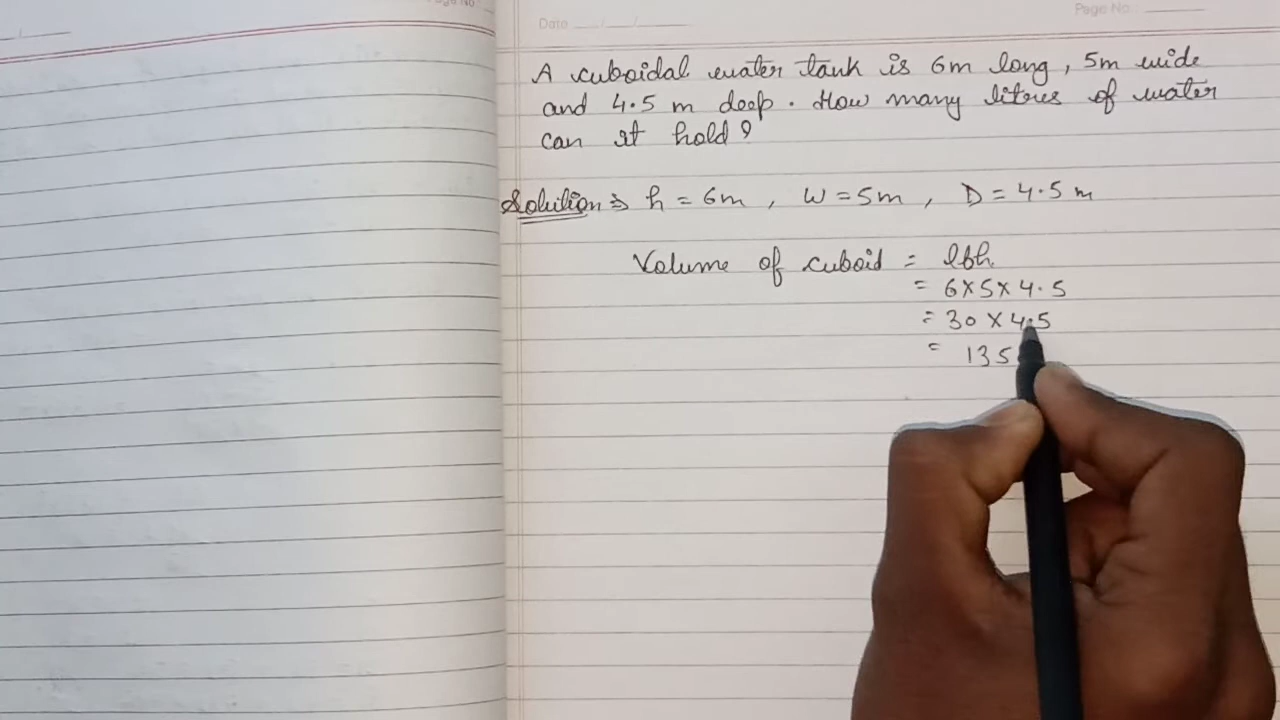 Page No
Date
Page No.
A cuboidal water tank is 6m long, 5m wide
and 4.5 m deep. How many litres of water
can it hold?
Solution⇒ h = 6m, W = 5m, D = 4.5 m
Volume of cuboid = lbh
= 6×5×4.5
= 30 × 4.5
= 135